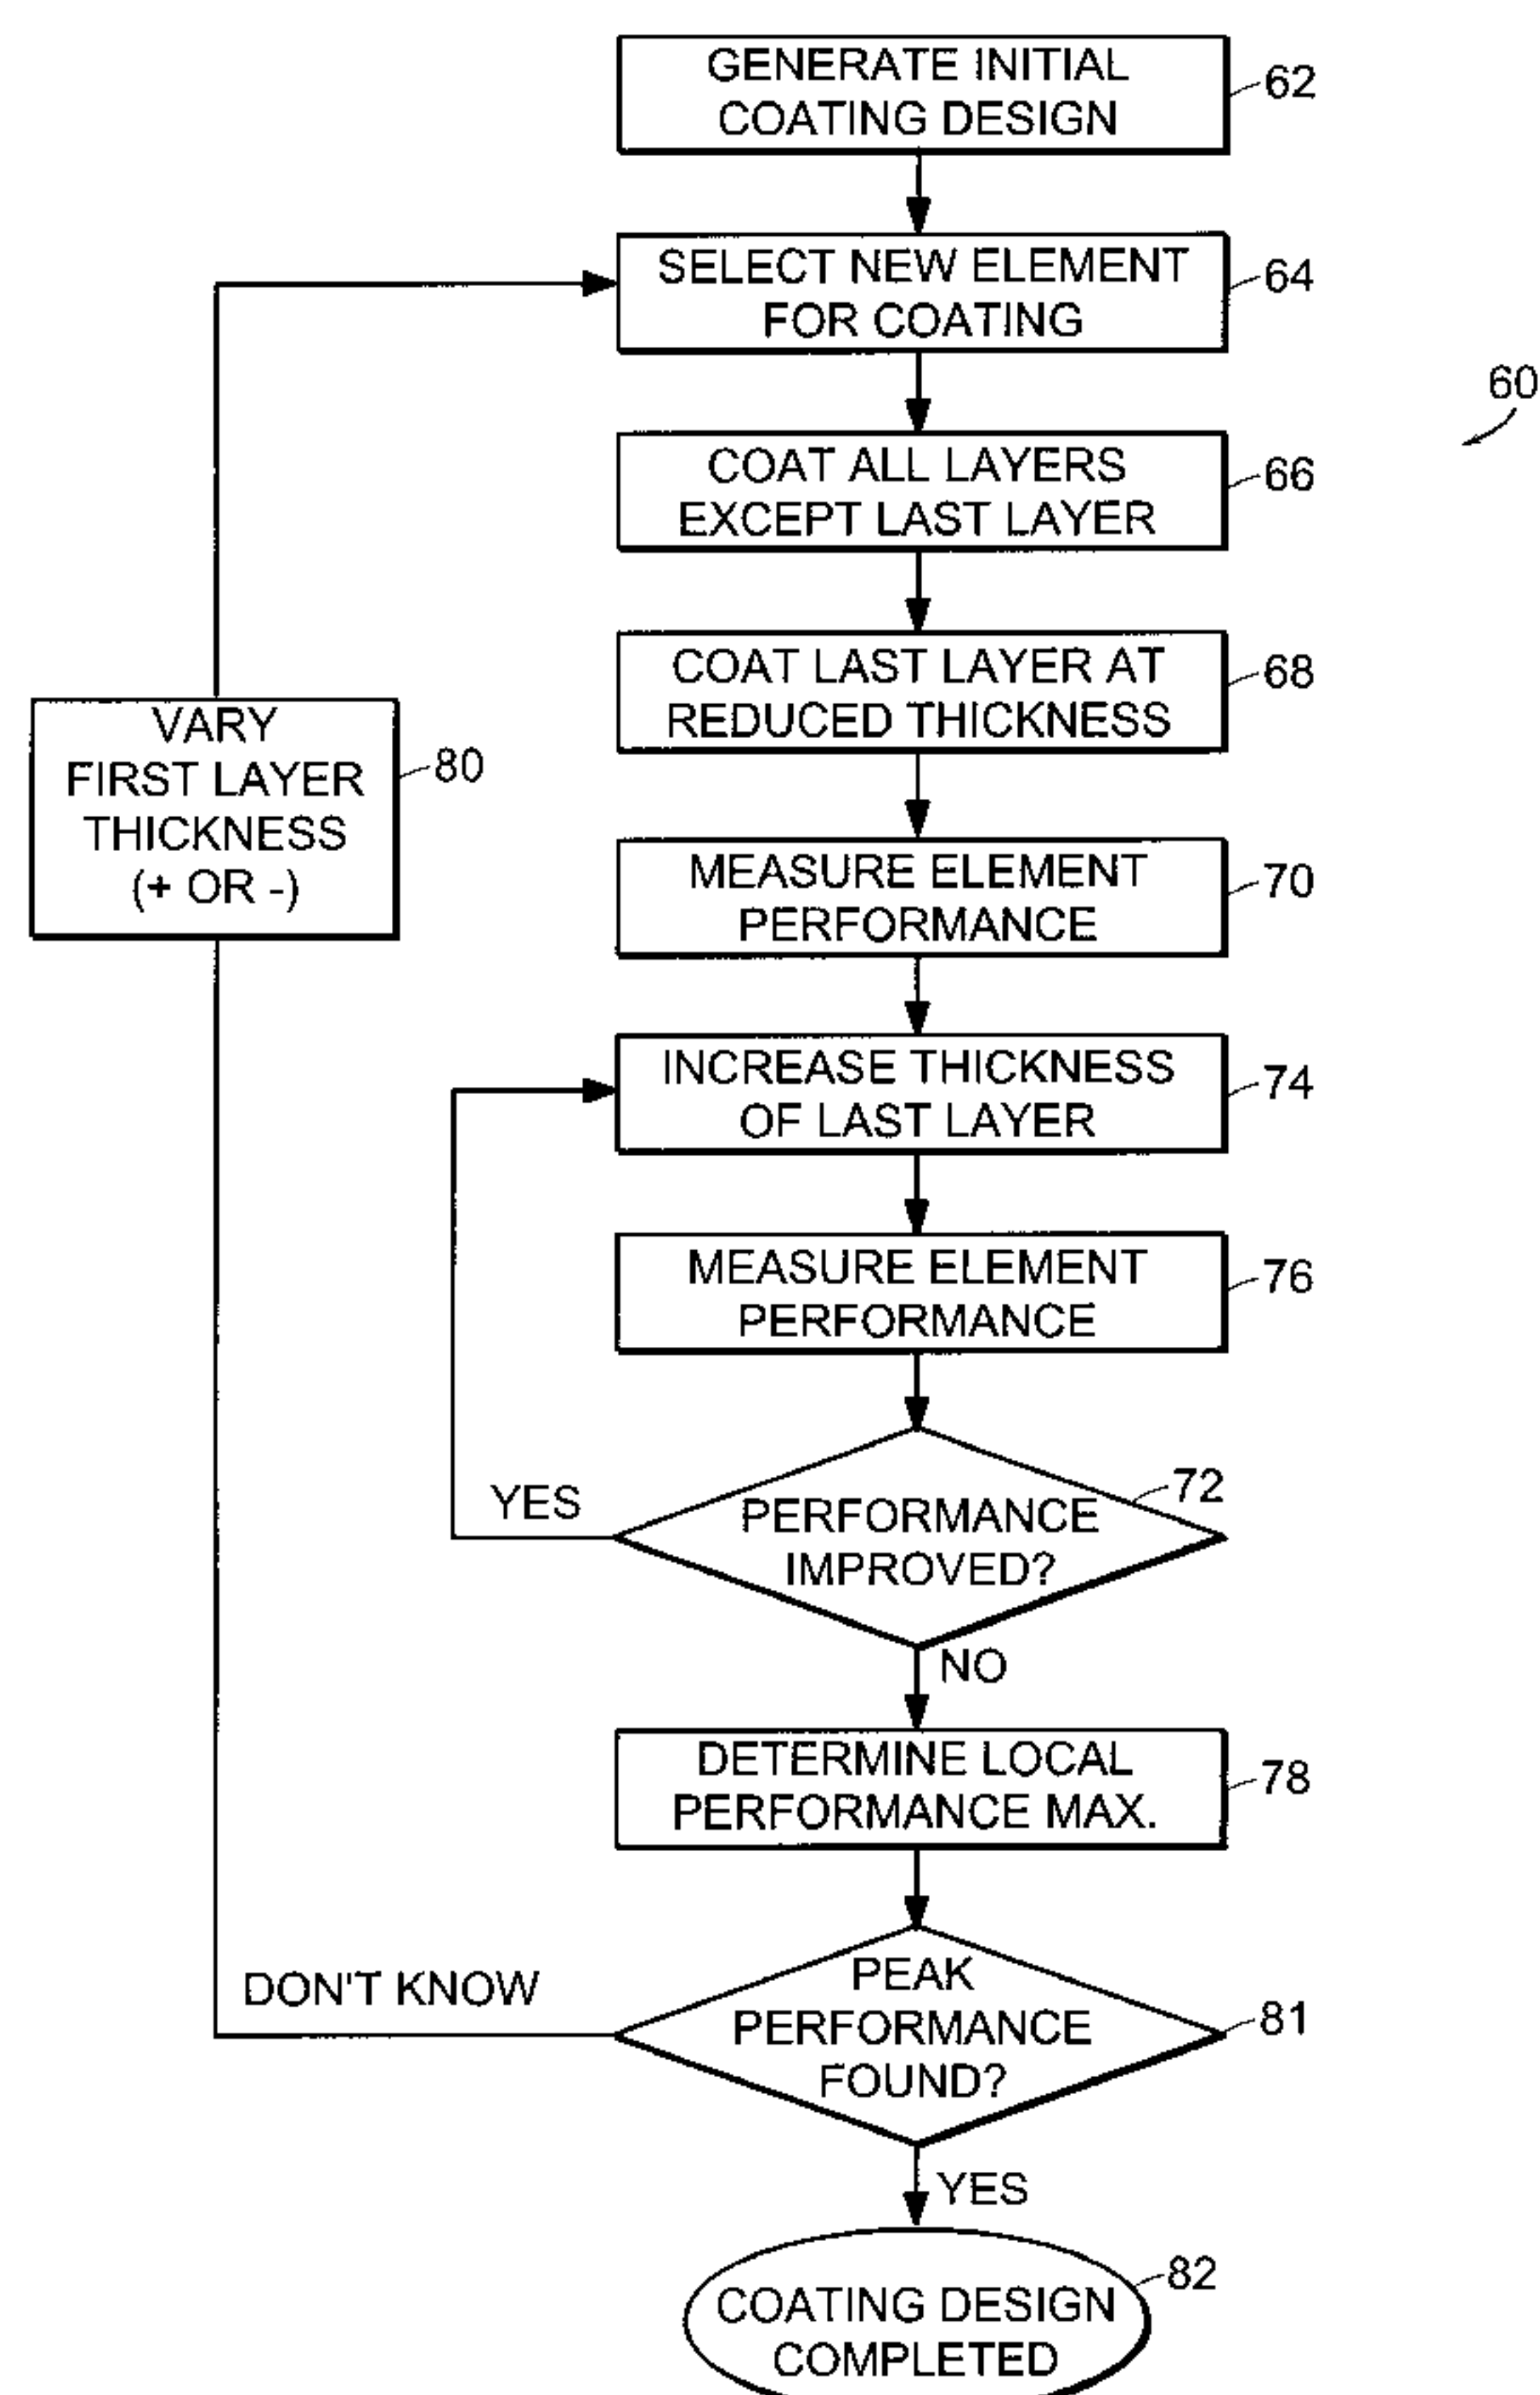 GENERATE INITIAL
COATING DESIGN
62
SELECT NEW ELEMENT
FOR COATING
64
60
COAT ALL LAYERS
EXCEPT LAST LAYER
66
COAT LAST LAYER AT
REDUCED THICKNESS
68
VARY
FIRST LAYER
THICKNESS
(+ OR -)
80
MEASURE ELEMENT
PERFORMANCE
70
INCREASE THICKNESS
OF LAST LAYER
74
MEASURE ELEMENT
PERFORMANCE
76
YES
PERFORMANCE
IMPROVED?
72
NO
DETERMINE LOCAL
PERFORMANCE MAX.
78
DON'T KNOW
PEAK
PERFORMANCE
FOUND?
81
YES
COATING DESIGN
COMPLETED
82